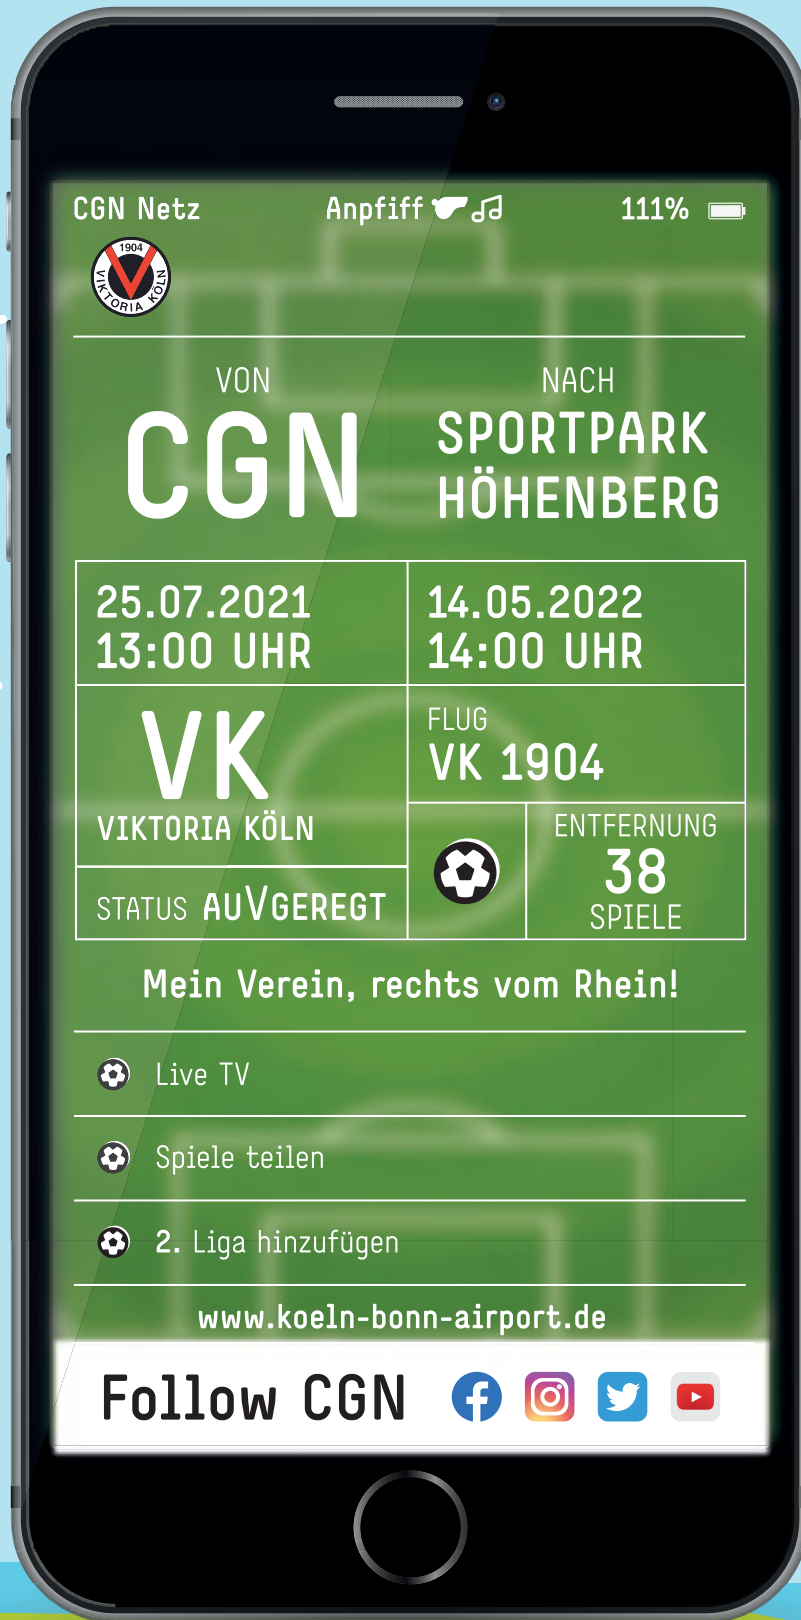 CGN Netz
Anpfiff
111%
1904
VIKTORIA KÖLN
VON
CGN
NACH
SPORTPARK
HÖHENBERG
25.07.2021
13:00 UHR
14.05.2022
14:00 UHR
VK
VIKTORIA KÖLN
FLUG
VK 1904
STATUS AUVGEREGT
ENTFERNUNG
38
SPIELE
Mein Verein, rechts vom Rhein!
Live TV
Spiele teilen
2. Liga hinzufügen
www.koeln-bonn-airport.de
Follow CGN